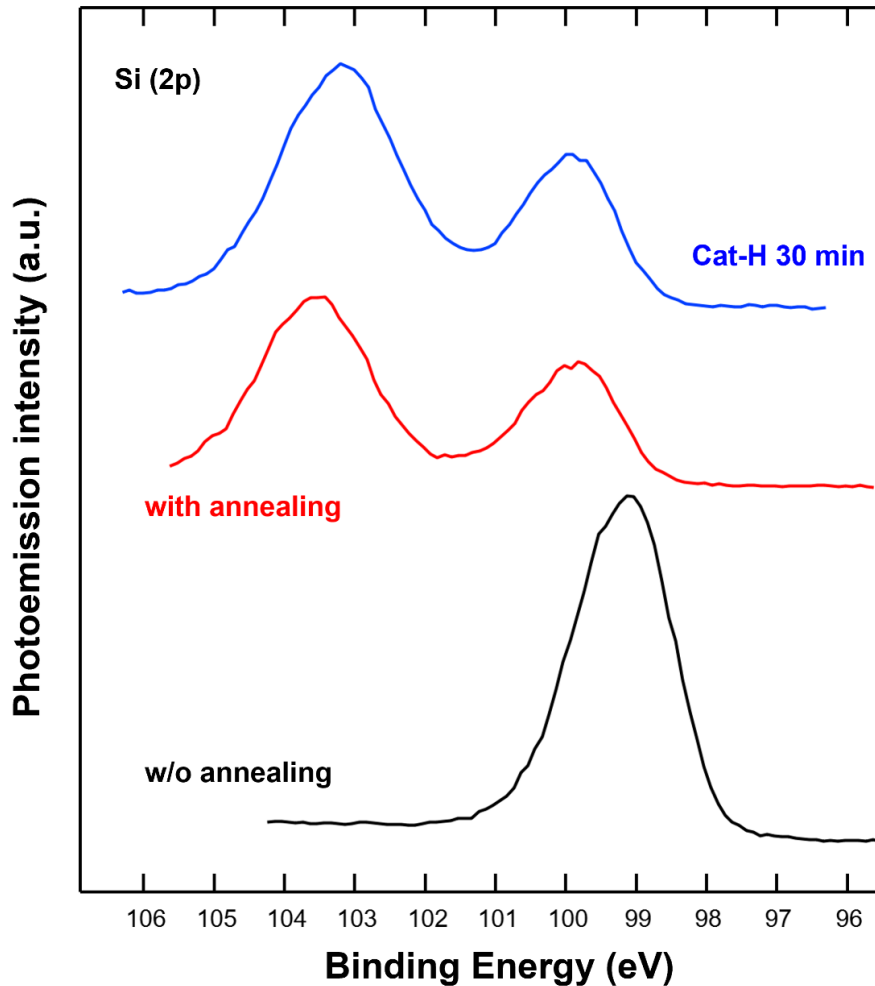 Si (2p)
Cat-H 30 min
with annealing
w/o annealing
Photoemission intensity (a.u.)
106 105 104 103 102 101 100 99 98 97 96
Binding Energy (eV)